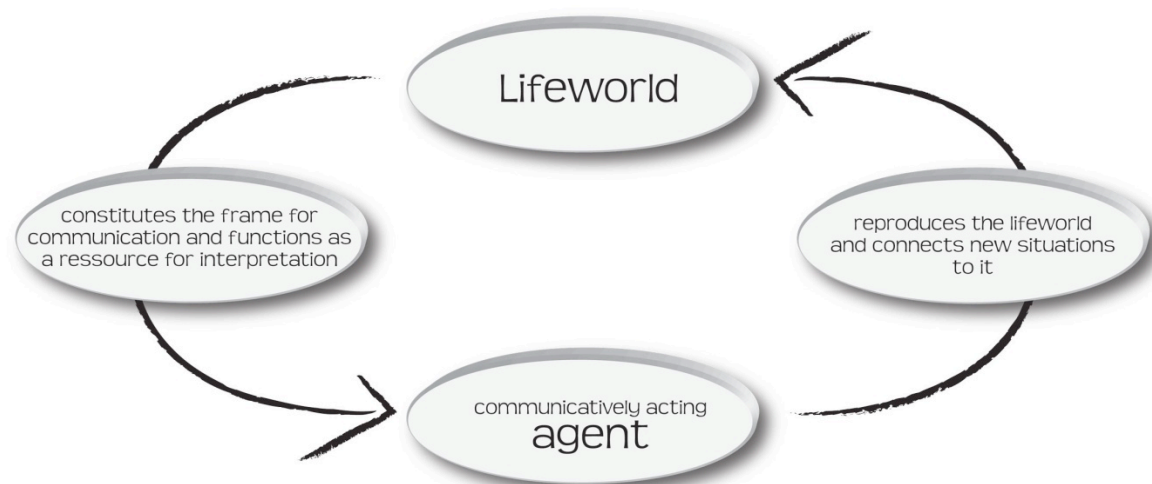 Lifeworld
constitutes the frame for
communication and functions as
a ressource for interpretation
reproduces the lifeworld
and connects new situations
to it
communicatively acting
agent